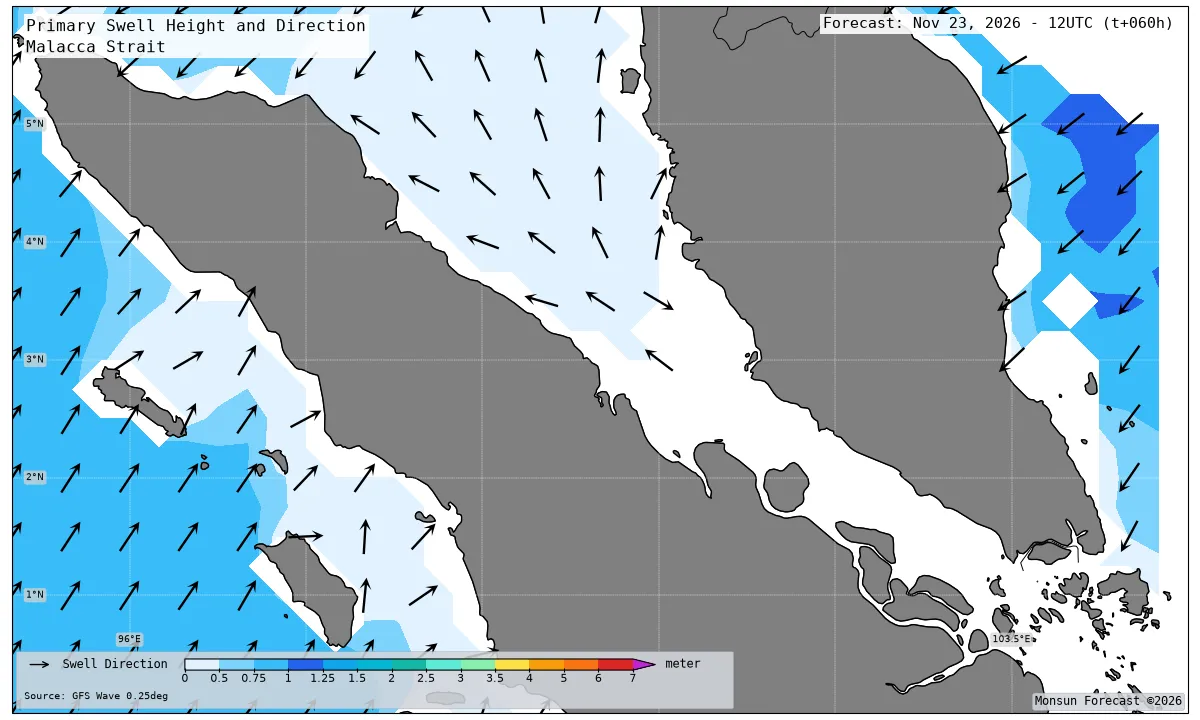 Primary Swell Height and Direction
Malacca Strait
Forecast: Nov 23, 2026 - 12UTC (t+060h)
5°N
4°N
3°N
2°N
1°N
96°E
103.5°E
Swell Direction
meter
0 0.5 0.75 1 1.25 1.5 2 2.5 3 3.5 4 5 6 7
Source: GFS Wave 0.25deg
Monsun Forecast ©2026